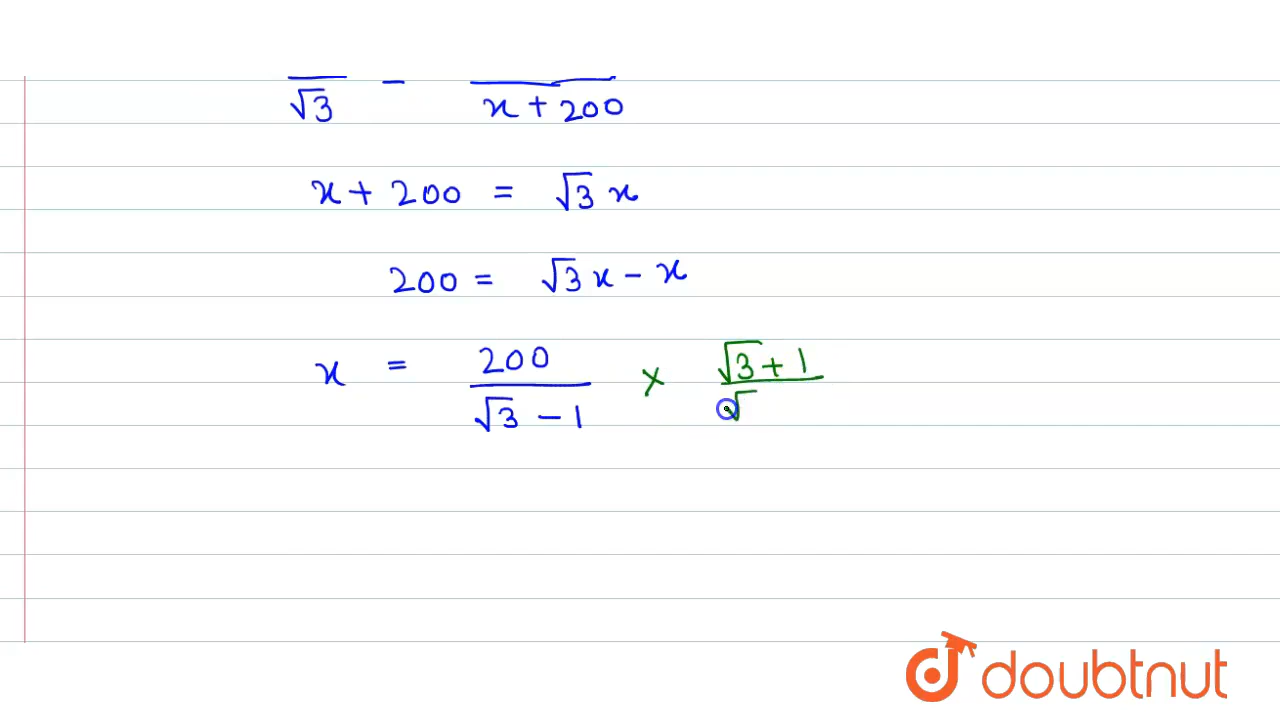 √3 - x + 200
x + 200 = √3 x
200 = √3 x - x
x = 200 / √3 - 1 × √3 + 1 / √
doubtnut